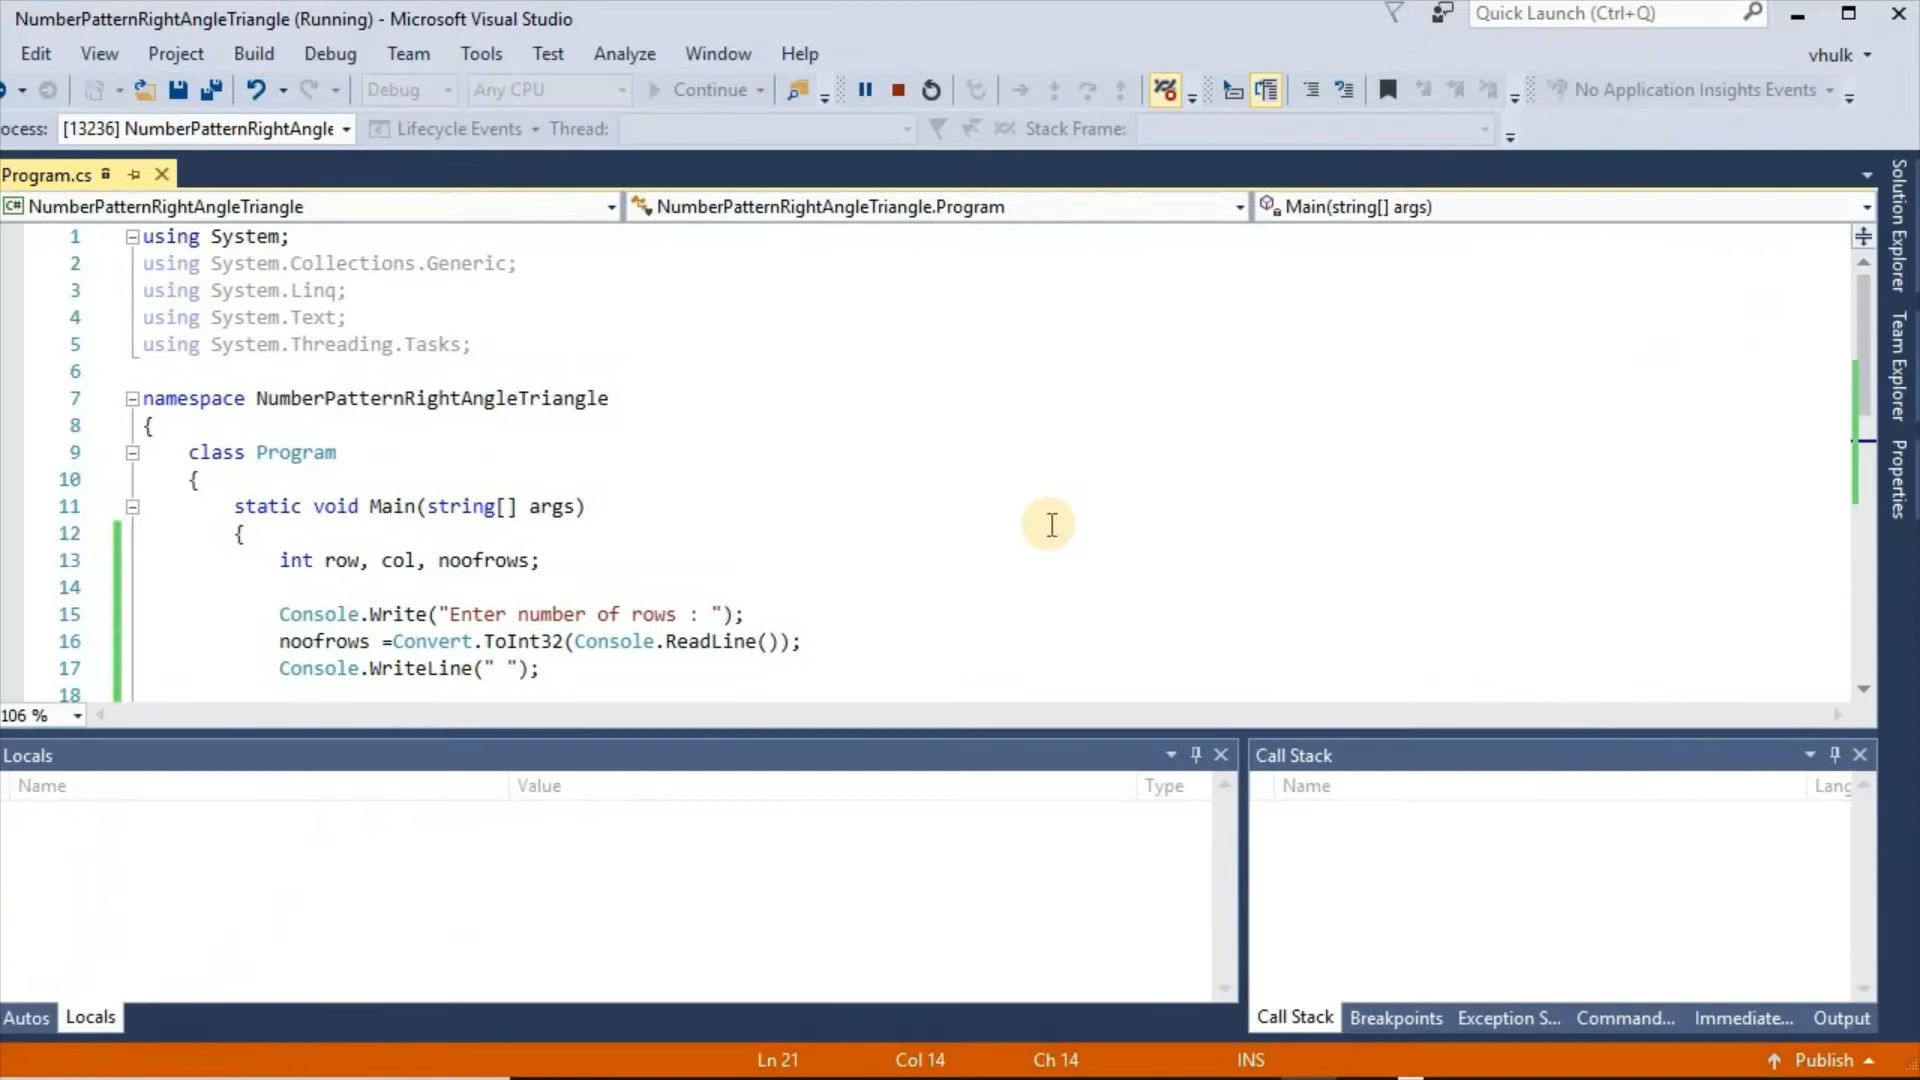 NumberPatternRightAngleTriangle (Running) - Microsoft Visual Studio
Quick Launch (Ctrl+Q)
Edit View Project Build Debug Team Tools Test Analyze Window Help
vhulk
Debug Any CPU Continue
No Application Insights Events
ocess: [13236] NumberPatternRightAngle Lifecycle Events Thread: Stack Frame:
Program.cs
C# NumberPatternRightAngleTriangle
NumberPatternRightAngleTriangle.Program
Main(string[] args)
1 using System;
2 using System.Collections.Generic;
3 using System.Linq;
4 using System.Text;
5 using System.Threading.Tasks;
6
7 namespace NumberPatternRightAngleTriangle
8 {
9 class Program
10 {
11 static void Main(string[] args)
12 {
13 int row, col, noofrows;
14
15 Console.Write("Enter number of rows : ");
16 noofrows =Convert.ToInt32(Console.ReadLine());
17 Console.WriteLine(" ");
18
106 %
Solution Explorer
Team Explorer
Properties
Locals
Name Value Type
Autos Locals
Call Stack
Name Lang
Call Stack Breakpoints Exception S... Command... Immediate... Output
Ln 21 Col 14 Ch 14 INS Publish